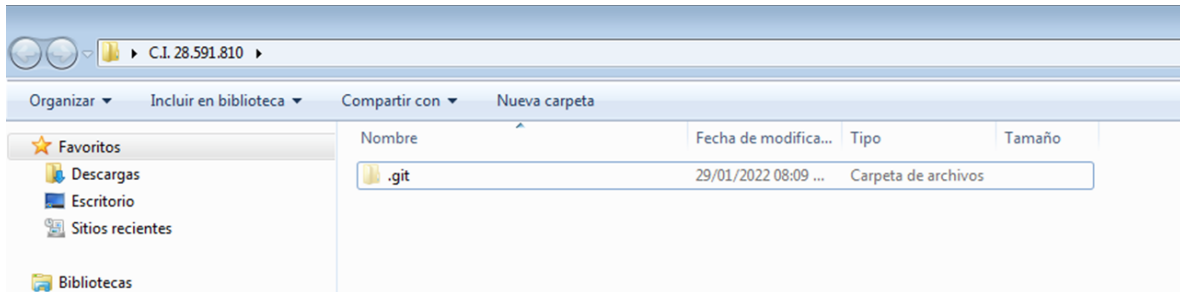 C.I. 28.591.810
Organizar Incluir en biblioteca Compartir con Nueva carpeta
Nombre Fecha de modifica... Tipo Tamaño
Favoritos
.git 29/01/2022 08:09 ... Carpeta de archivos
Descargas
Escritorio
Sitios recientes
Bibliotecas